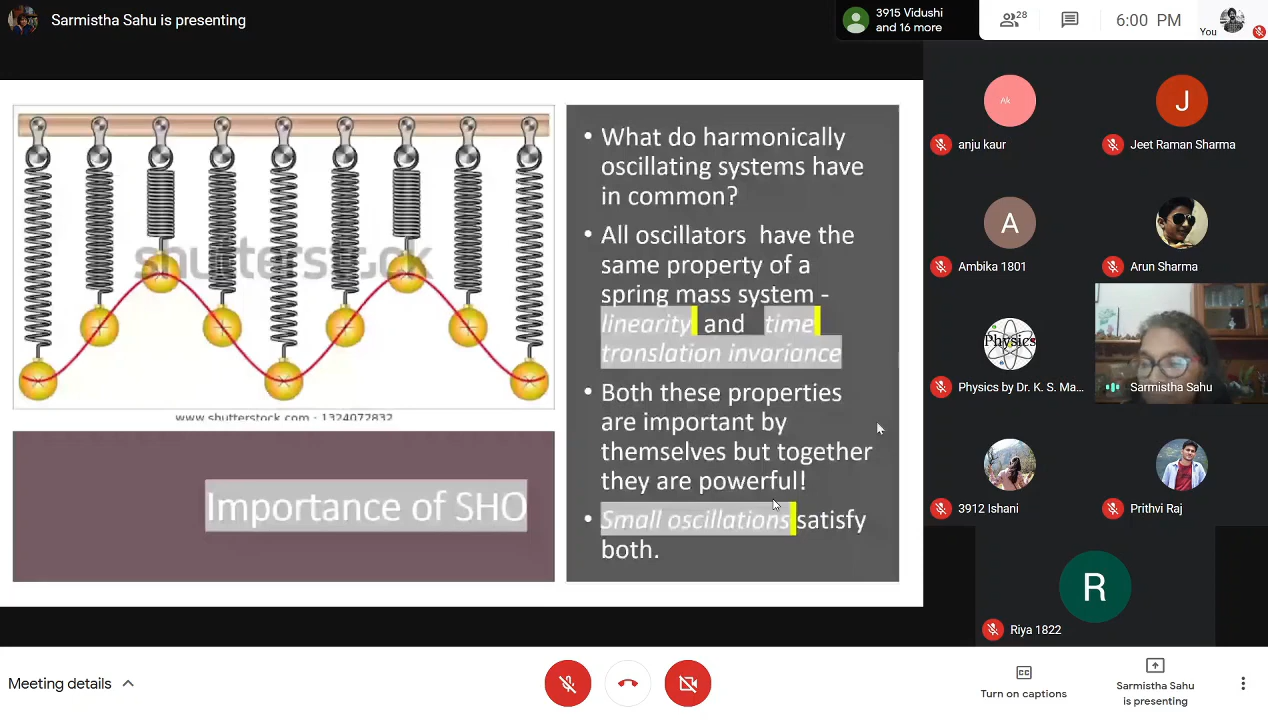 Sarmistha Sahu is presenting
3915 Vidushi
and 16 more
28
6:00 PM
You
shutterstock
www.shutterstock.com · 1324072832
Importance of SHO
• What do harmonically
oscillating systems have
in common?
• All oscillators have the
same property of a
spring mass system -
linearity and time
translation invariance
• Both these properties
are important by
themselves but together
they are powerful!
• Small oscillations satisfy
both.
Ak
anju kaur
J
Jeet Raman Sharma
A
Ambika 1801
Arun Sharma
Physics
Physics by Dr. K. S. Ma...
Sarmistha Sahu
3912 Ishani
Prithvi Raj
R
Riya 1822
Meeting details
CC
Turn on captions
Sarmistha Sahu
is presenting